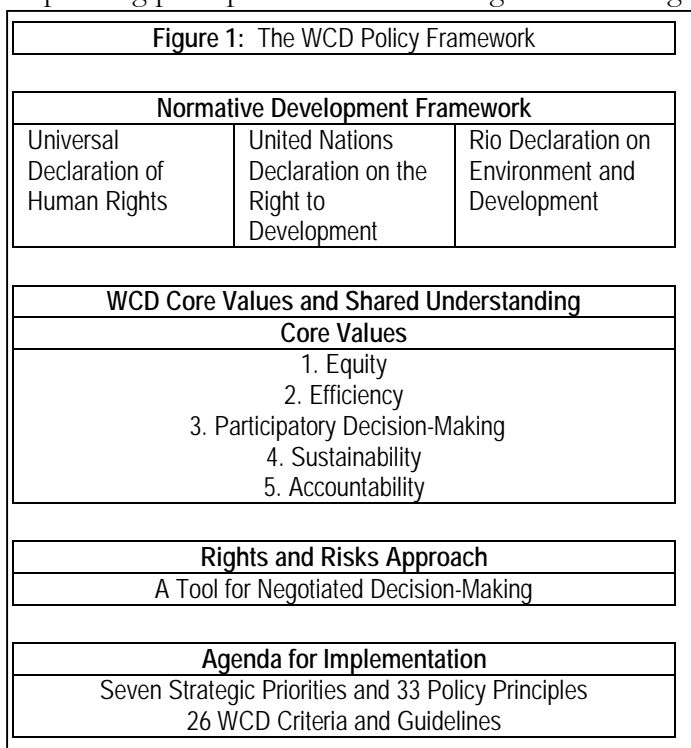 Figure 1: The WCD Policy Framework
Normative Development Framework
Universal
Declaration of
Human Rights
United Nations
Declaration on the
Right to
Development
Rio Declaration on
Environment and
Development
WCD Core Values and Shared Understanding
Core Values
1. Equity
2. Efficiency
3. Participatory Decision-Making
4. Sustainability
5. Accountability
Rights and Risks Approach
A Tool for Negotiated Decision-Making
Agenda for Implementation
Seven Strategic Priorities and 33 Policy Principles
26 WCD Criteria and Guidelines